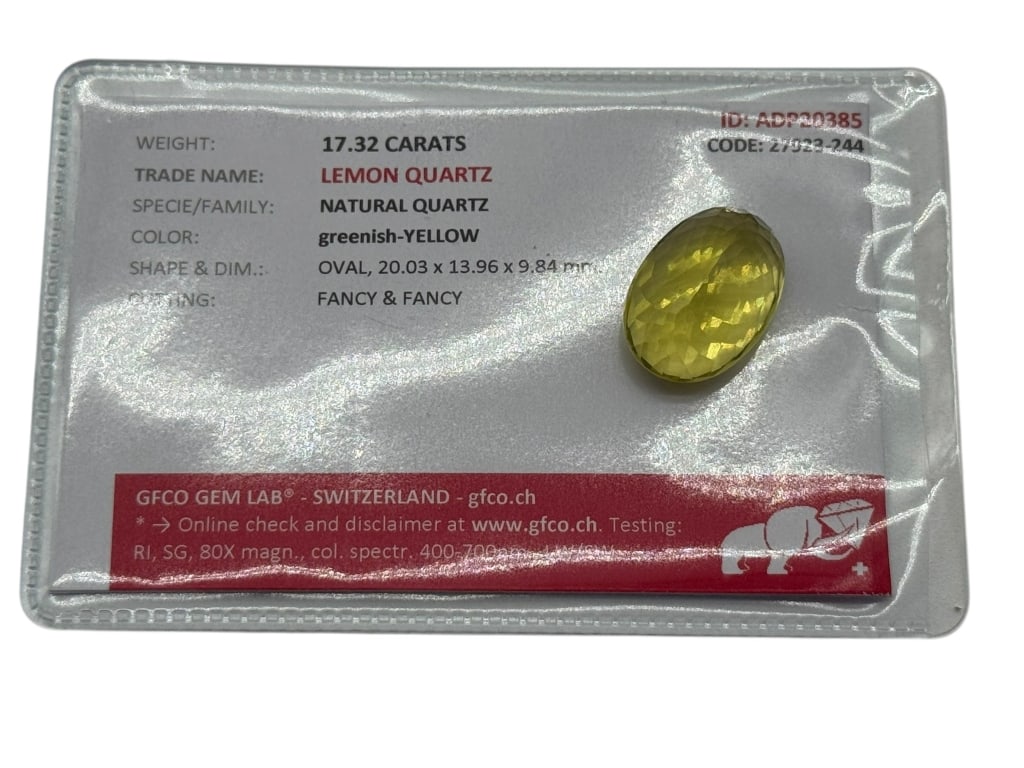 ID: ADP20385
CODE: 27923-244
WEIGHT: 17.32 CARATS
TRADE NAME: LEMON QUARTZ
SPECIE/FAMILY: NATURAL QUARTZ
COLOR: greenish-YELLOW
SHAPE & DIM.: OVAL, 20.03 x 13.96 x 9.84 mm.
CUTTING: FANCY & FANCY
GFCO GEM LAB® - SWITZERLAND - gfco.ch
* → Online check and disclaimer at www.gfco.ch. Testing:
RI, SG, 80X magn., col. spectr. 400-700nm